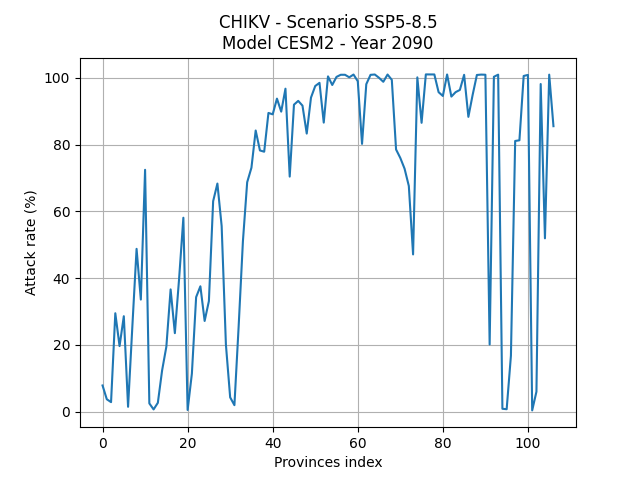 CHIKV - Scenario SSP5-8.5
Model CESM2 - Year 2090
Attack rate (%)
100
80
60
40
20
0
0 20 40 60 80 100
Provinces index